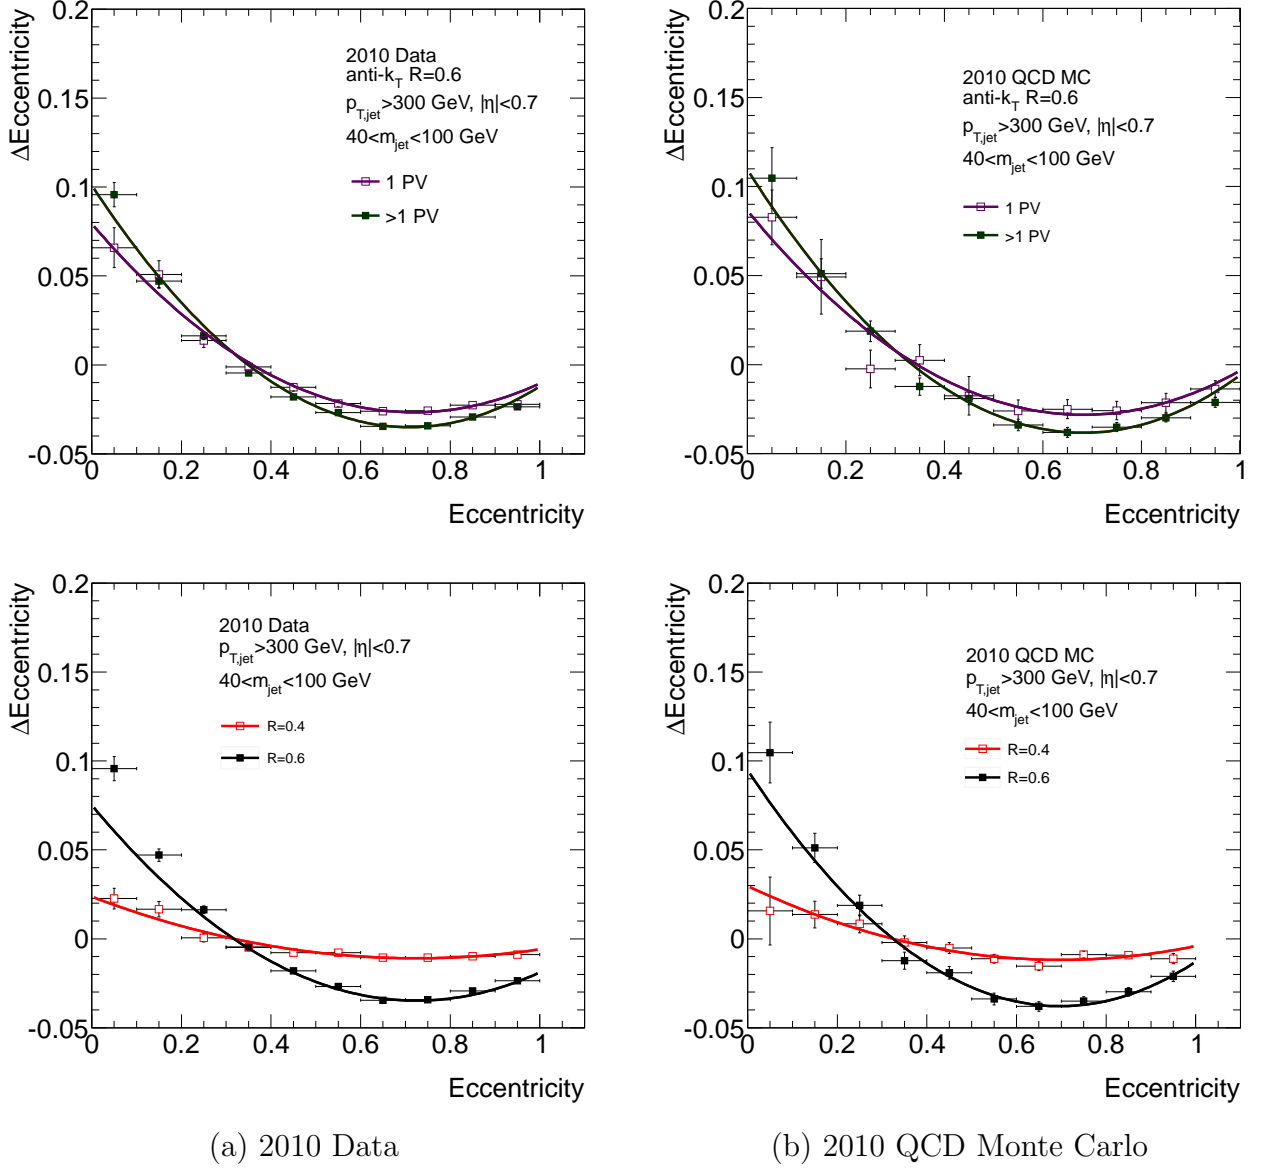 ΔEccentricity
0.2
0.15
0.1
0.05
0
-0.05
2010 Data
anti-k_T R=0.6
p_T,jet>300 GeV, |η|<0.7
40<m_jet<100 GeV
1 PV
>1 PV
0 0.2 0.4 0.6 0.8 1
Eccentricity
ΔEccentricity
0.2
0.15
0.1
0.05
0
-0.05
2010 QCD MC
anti-k_T R=0.6
p_T,jet>300 GeV, |η|<0.7
40<m_jet<100 GeV
1 PV
>1 PV
0 0.2 0.4 0.6 0.8 1
Eccentricity
ΔEccentricity
0.2
0.15
0.1
0.05
0
-0.05
2010 Data
p_T,jet>300 GeV, |η|<0.7
40<m_jet<100 GeV
R=0.4
R=0.6
0 0.2 0.4 0.6 0.8 1
Eccentricity
ΔEccentricity
0.2
0.15
0.1
0.05
0
-0.05
2010 QCD MC
p_T,jet>300 GeV, |η|<0.7
40<m_jet<100 GeV
R=0.4
R=0.6
0 0.2 0.4 0.6 0.8 1
Eccentricity
(a) 2010 Data
(b) 2010 QCD Monte Carlo